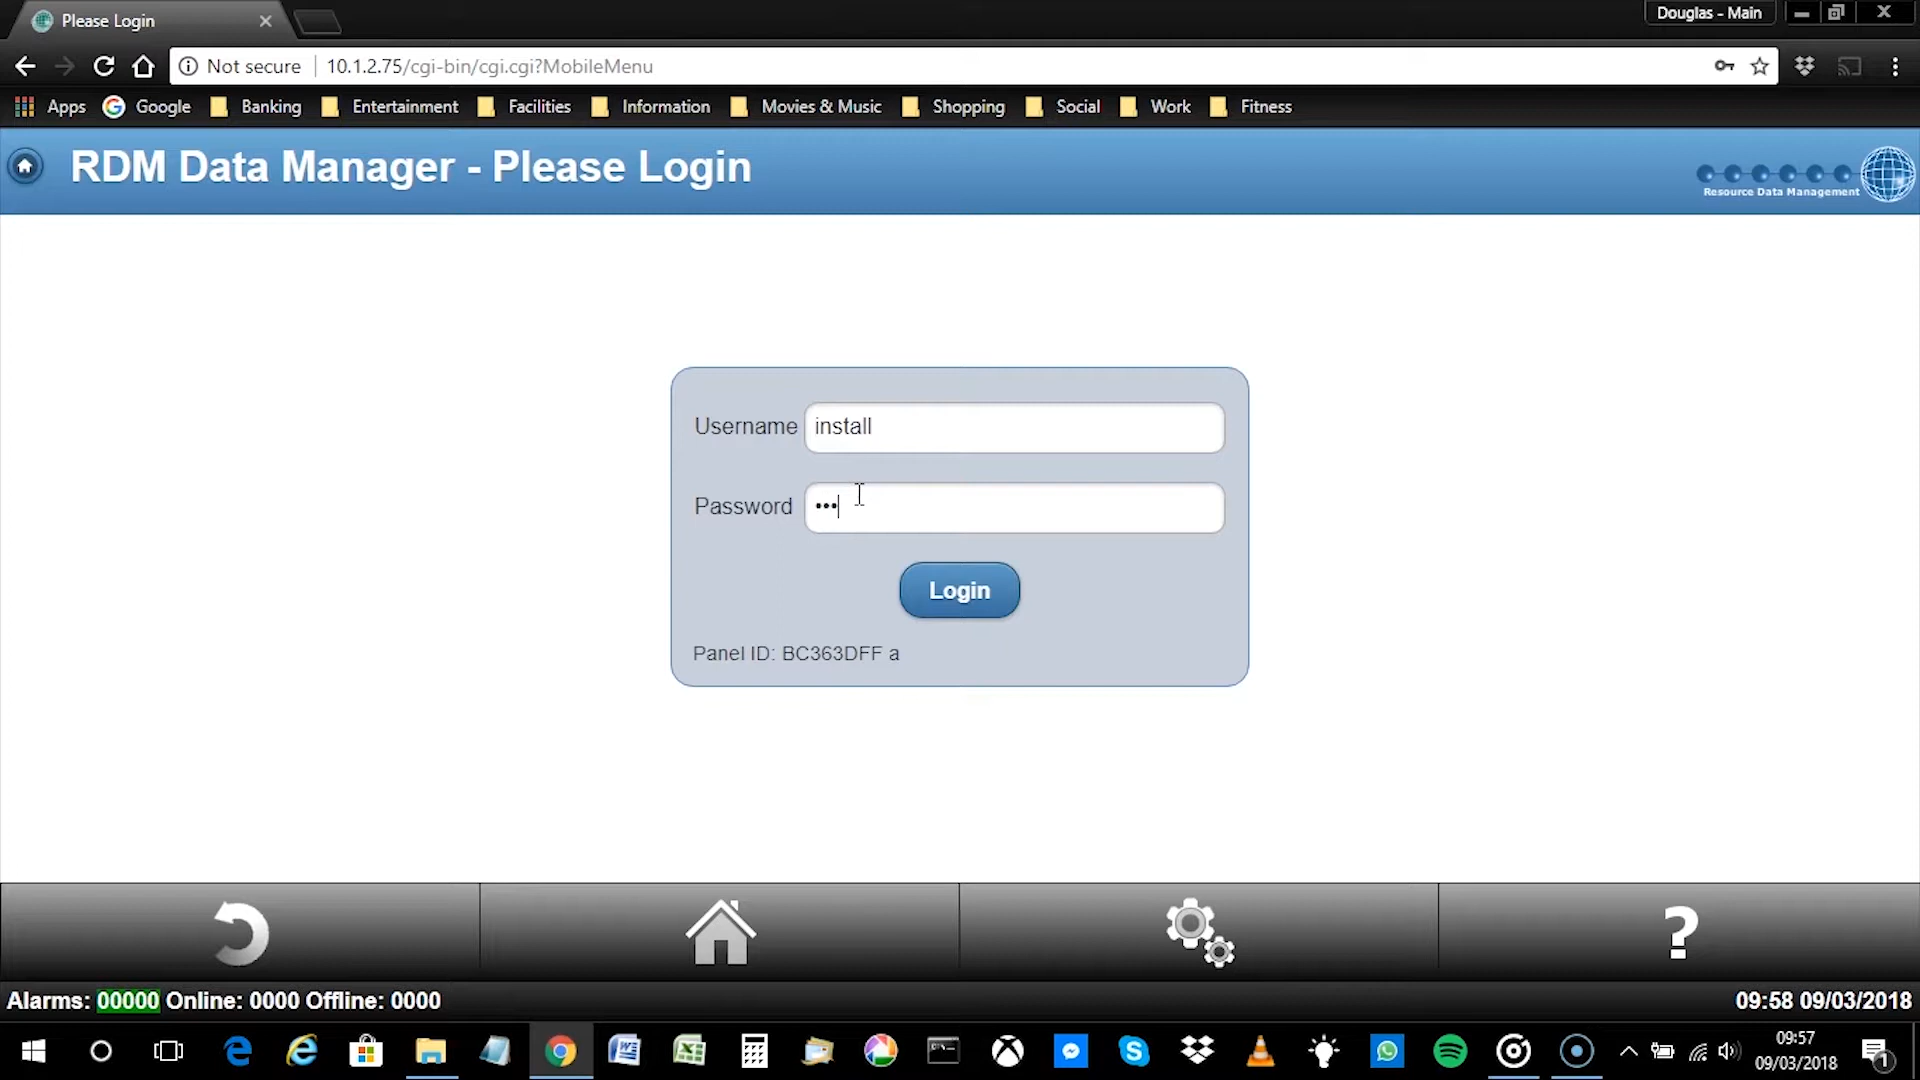 Please Login
Douglas - Main
Not secure
10.1.2.75/cgi-bin/cgi.cgi?MobileMenu
Apps Google Banking Entertainment Facilities Information Movies & Music Shopping Social Work Fitness
RDM Data Manager - Please Login
Resource Data Management
Username install
Password •••
Login
Panel ID: BC363DFF a
?
Alarms: 00000 Online: 0000 Offline: 0000
09:58 09/03/2018
09:57
09/03/2018
1